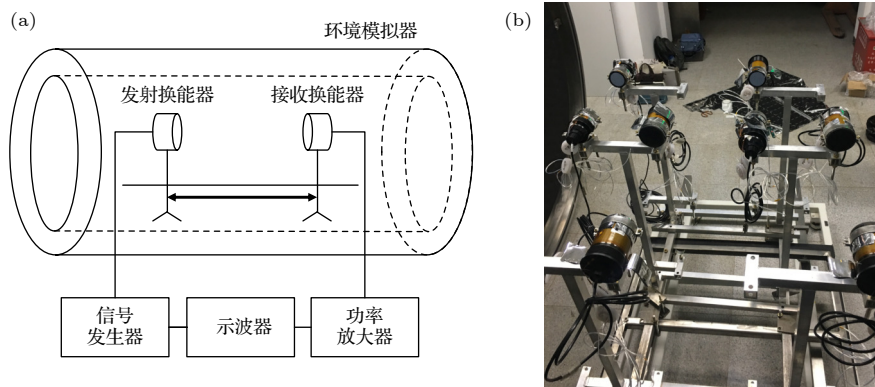 (a)
环境模拟器
发射换能器
接收换能器
信号
发生器
示波器
功率
放大器
(b)